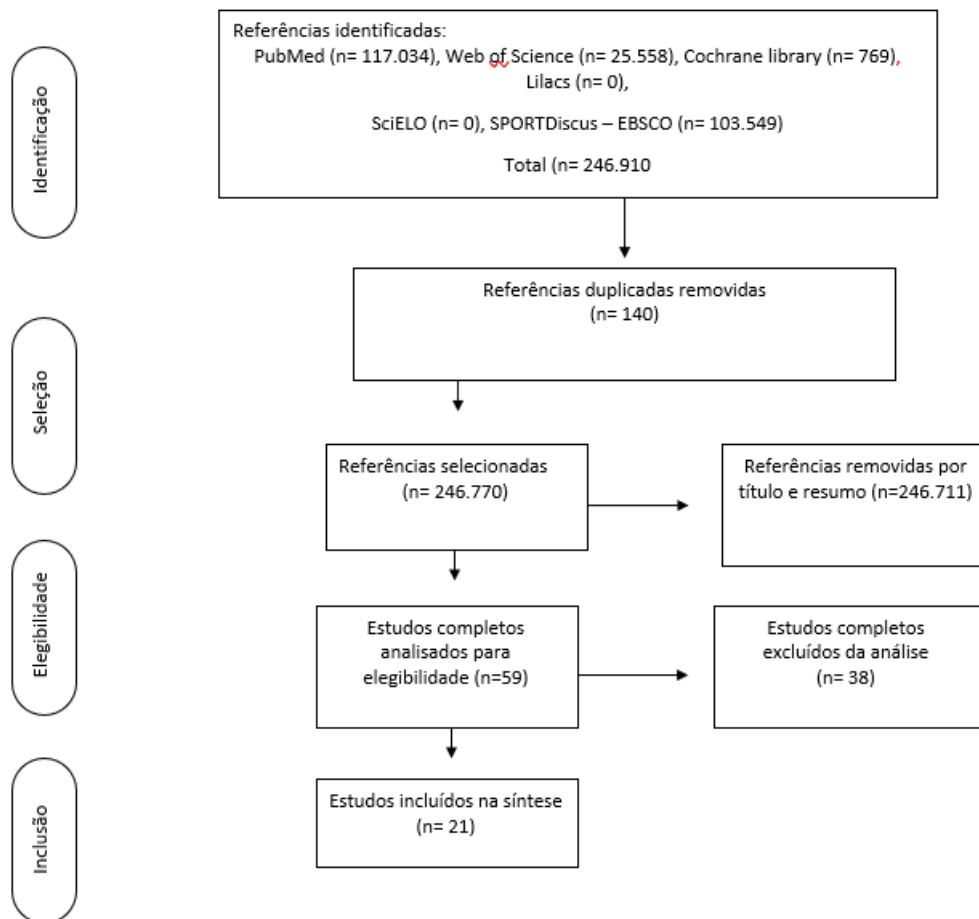 Identificação
Referências identificadas:
PubMed (n= 117.034), Web of Science (n= 25.558), Cochrane library (n= 769),
Lilacs (n= 0),
SciELO (n= 0), SPORTDiscus – EBSCO (n= 103.549)
Total (n= 246.910
Referências duplicadas removidas
(n= 140)
Seleção
Referências selecionadas
(n= 246.770)
Referências removidas por
título e resumo (n=246.711)
Elegibilidade
Estudos completos
analisados para
elegibilidade (n=59)
Estudos completos
excluídos da análise
(n= 38)
Inclusão
Estudos incluídos na síntese
(n= 21)